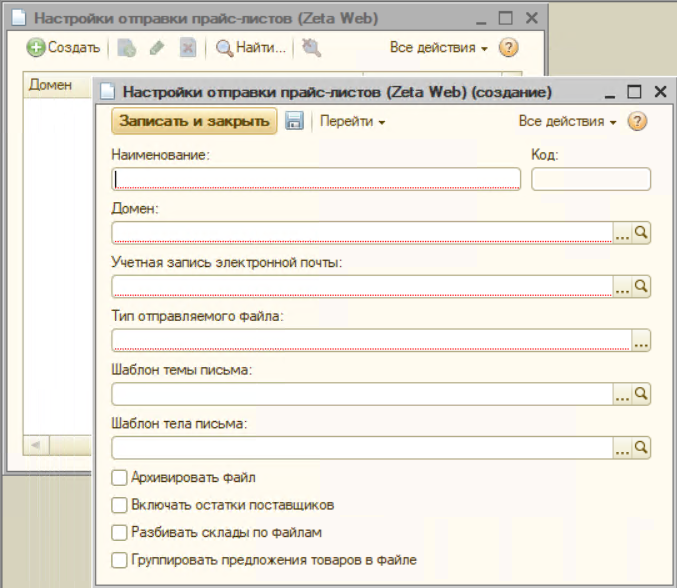 Настройки отправки прайс-листов (Zeta Web)
Создать Найти... Все действия
Домен
Настройки отправки прайс-листов (Zeta Web) (создание)
Записать и закрыть Перейти Все действия
Наименование: Код:
Домен:
Учетная запись электронной почты:
Тип отправляемого файла:
Шаблон темы письма:
Шаблон тела письма:
Архивировать файл
Включать остатки поставщиков
Разбивать склады по файлам
Группировать предложения товаров в файле